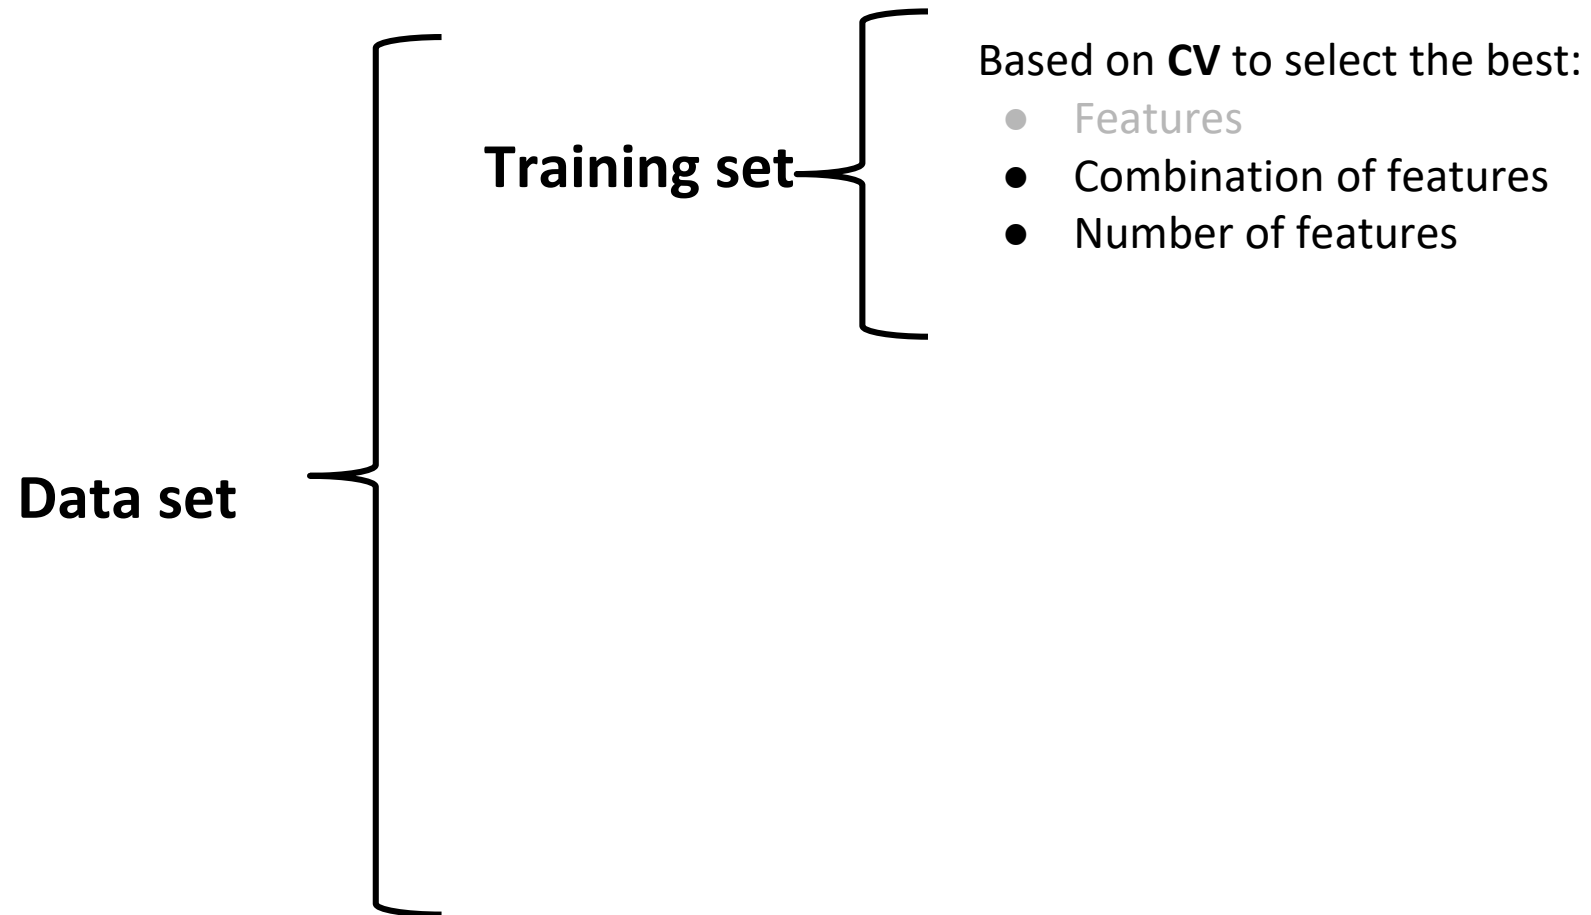 Based on CV to select the best:
● Features
Training set
● Combination of features
● Number of features
Data set